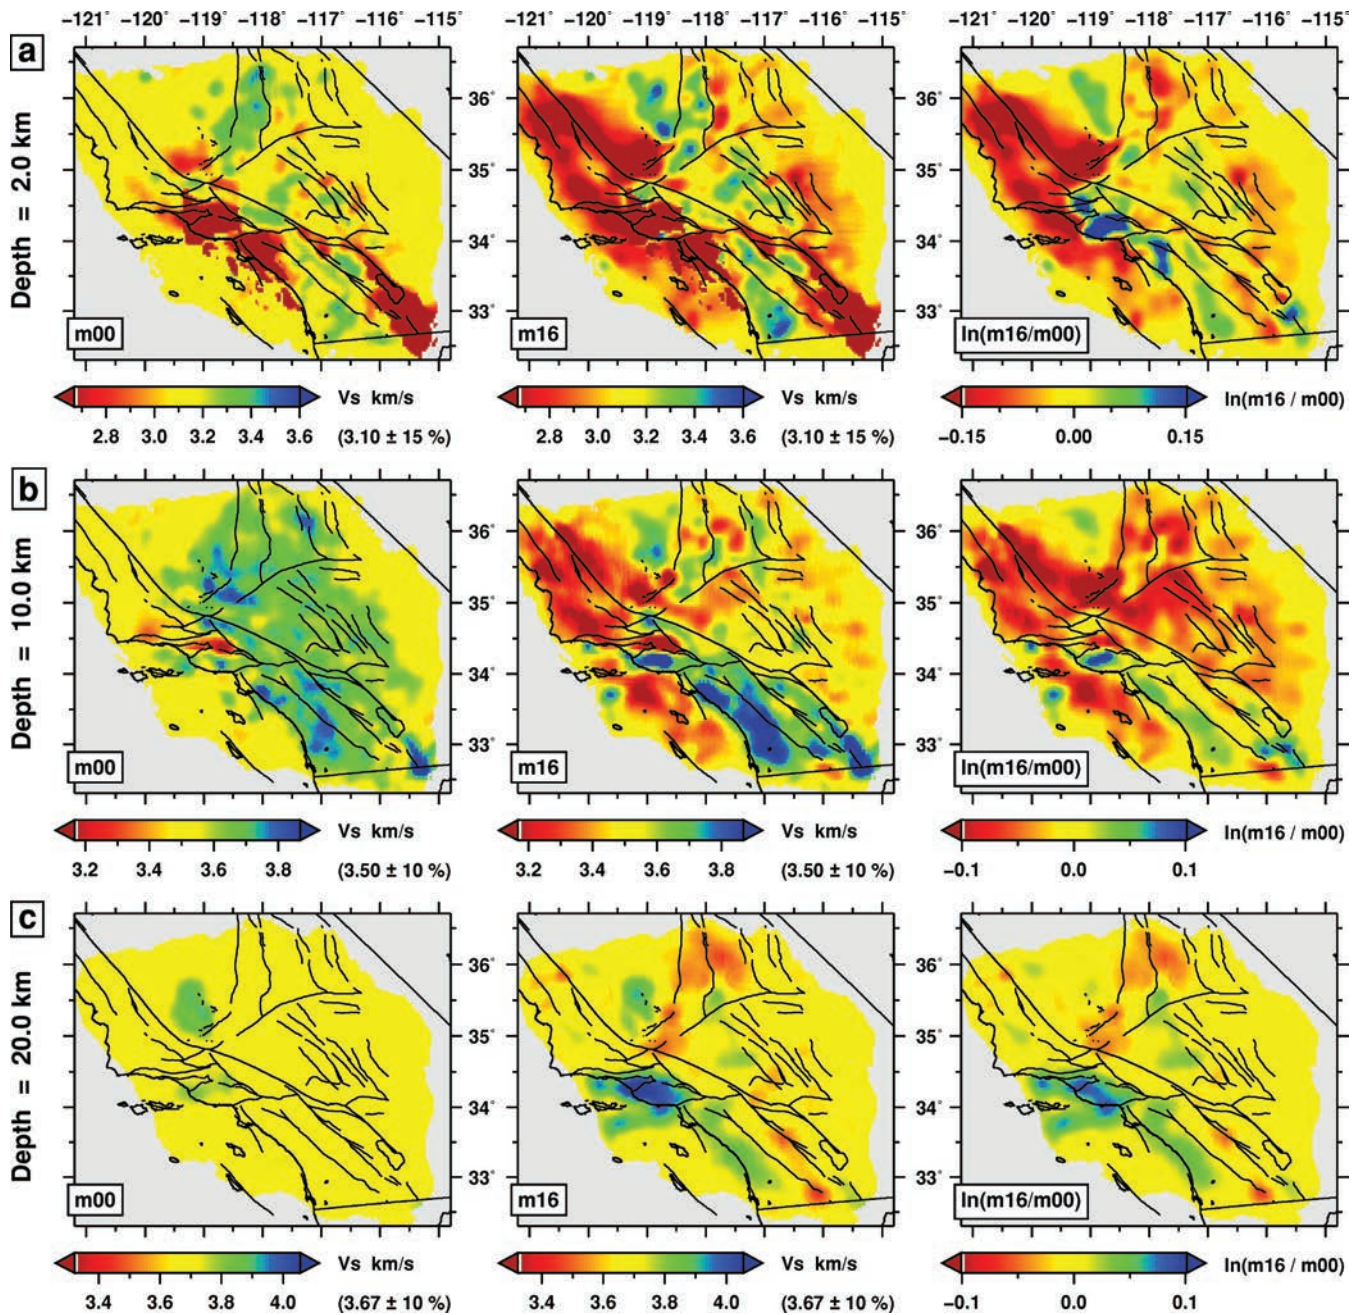 −121° −120° −119° −118° −117° −116° −115° −121° −120° −119° −118° −117° −116° −115° −121° −120° −119° −118° −117° −116° −115°
a
Depth = 2.0 km
36° 36°
35° 35°
34° 34°
33° 33°
m00 m16 ln(m16/m00)
Vs km/s Vs km/s ln(m16 / m00)
2.8 3.0 3.2 3.4 3.6 (3.10 ± 15 %) 2.8 3.0 3.2 3.4 3.6 (3.10 ± 15 %) −0.15 0.00 0.15
b
Depth = 10.0 km
36° 36°
35° 35°
34° 34°
33° 33°
m00 m16 ln(m16/m00)
Vs km/s Vs km/s ln(m16 / m00)
3.2 3.4 3.6 3.8 (3.50 ± 10 %) 3.2 3.4 3.6 3.8 (3.50 ± 10 %) −0.1 0.0 0.1
c
Depth = 20.0 km
36° 36°
35° 35°
34° 34°
33° 33°
m00 m16 ln(m16/m00)
Vs km/s Vs km/s ln(m16 / m00)
3.4 3.6 3.8 4.0 (3.67 ± 10 %) 3.4 3.6 3.8 4.0 (3.67 ± 10 %) −0.1 0.0 0.1